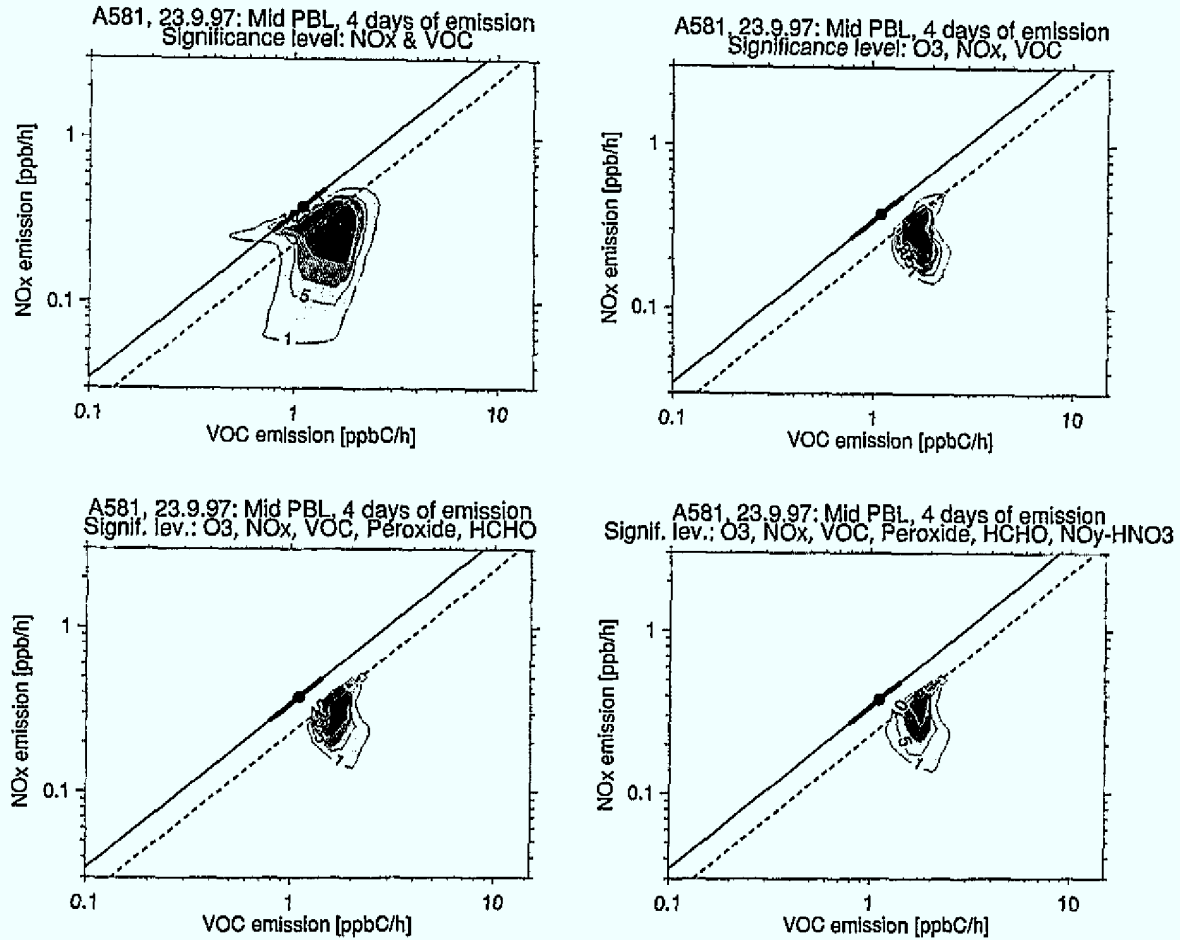 A581, 23.9.97: Mid PBL, 4 days of emission
Significance level: NOx & VOC
NOx emission [ppb/h]
1
0.1
5
1
0.1
1
10
VOC emission [ppbC/h]
A581, 23.9.97: Mid PBL, 4 days of emission
Significance level: O3, NOx, VOC
NOx emission [ppb/h]
1
0.1
0.1
1
10
VOC emission [ppbC/h]
A581, 23.9.97: Mid PBL, 4 days of emission
Signif. lev.: O3, NOx, VOC, Peroxide, HCHO
NOx emission [ppb/h]
1
0.1
1
0.1
1
10
VOC emission [ppbC/h]
A581, 23.9.97: Mid PBL, 4 days of emission
Signif. lev.: O3, NOx, VOC, Peroxide, HCHO, NOy-HNO3
NOx emission [ppb/h]
1
0.1
5
1
0.1
1
10
VOC emission [ppbC/h]